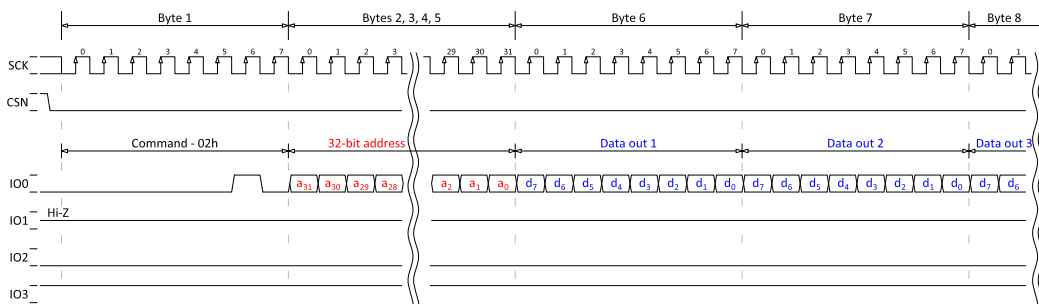 Byte 1 Bytes 2, 3, 4, 5 Byte 6 Byte 7 Byte 8
0 1 2 3 4 5 6 7 0 1 2 3 29 30 31 0 1 2 3 4 5 6 7 0 1 2 3 4 5 6 7 0 1
SCK
CSN
Command - 02h 32-bit address Data out 1 Data out 2 Data out 3
IO0 a31 a30 a29 a28 a2 a1 a0 d7 d6 d5 d4 d3 d2 d1 d0 d7 d6 d5 d4 d3 d2 d1 d0 d7 d6
Hi-Z
IO1
IO2
IO3